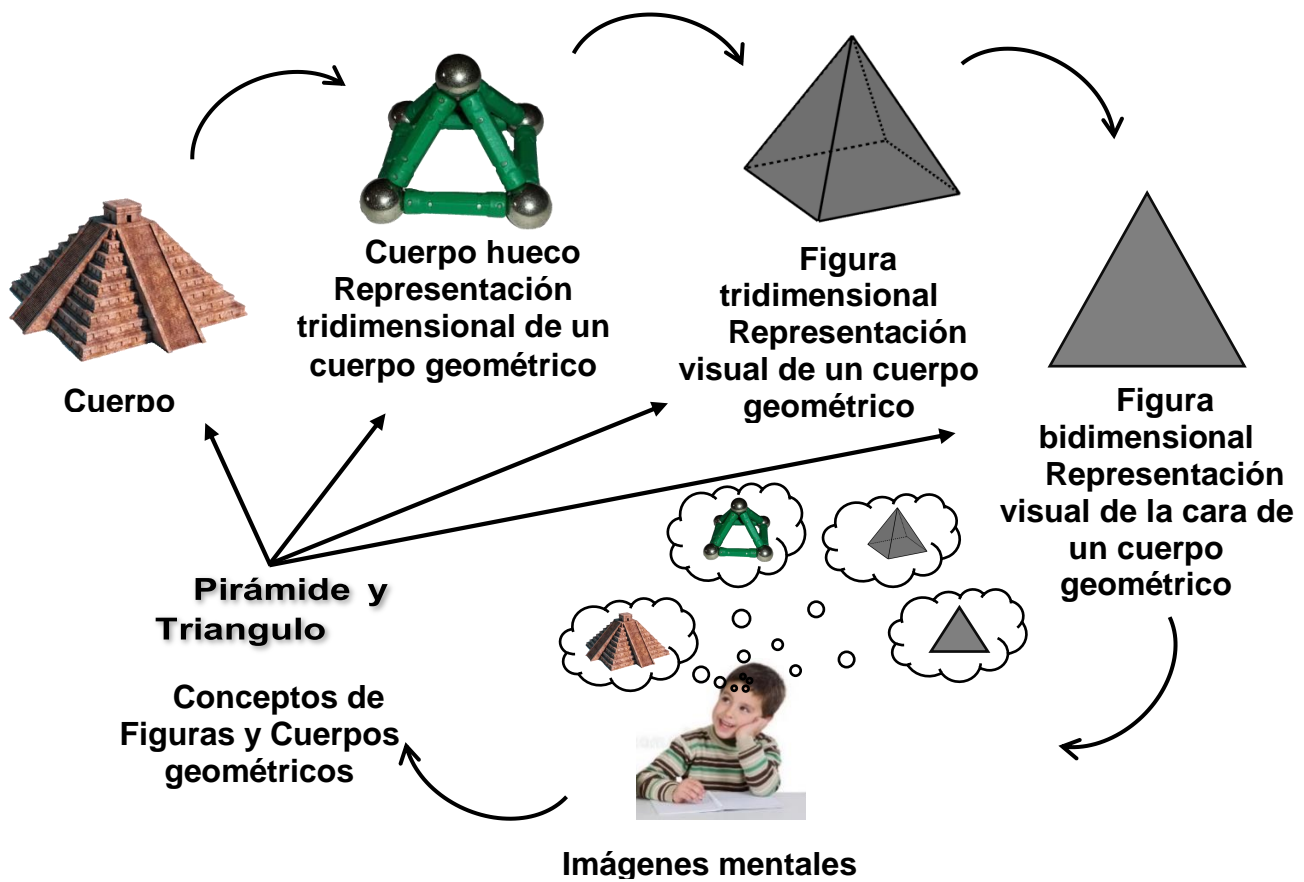 Cuerpo
Cuerpo hueco
Representación
tridimensional de un
cuerpo geométrico
Figura
tridimensional
Representación
visual de un cuerpo
geométrico
Figura
bidimensional
Representación
visual de la cara de
un cuerpo
geométrico
Pirámide y
Triangulo
Conceptos de
Figuras y Cuerpos
geométricos
Imágenes mentales